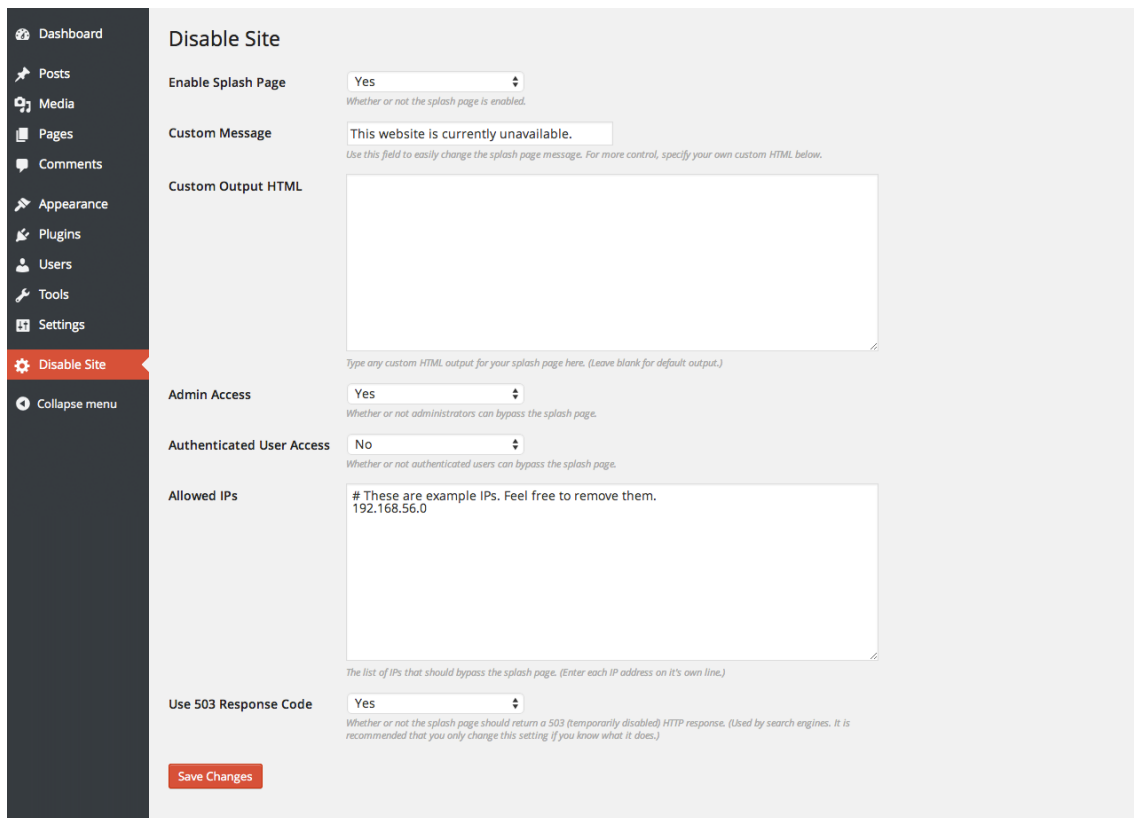 Dashboard
Posts
Media
Pages
Comments
Appearance
Plugins
Users
Tools
Settings
Disable Site
Collapse menu
Disable Site
Enable Splash Page
Yes
Whether or not the splash page is enabled.
Custom Message
This website is currently unavailable.
Use this field to easily change the splash page message. For more control, specify your own custom HTML below.
Custom Output HTML
Type any custom HTML output for your splash page here. (Leave blank for default output.)
Admin Access
Yes
Whether or not administrators can bypass the splash page.
Authenticated User Access
No
Whether or not authenticated users can bypass the splash page.
Allowed IPs
# These are example IPs. Feel free to remove them.
192.168.56.0
The list of IPs that should bypass the splash page. (Enter each IP address on it's own line.)
Use 503 Response Code
Yes
Whether or not the splash page should return a 503 (temporarily disabled) HTTP response. (Used by search engines. It is
recommended that you only change this setting if you know what it does.)
Save Changes